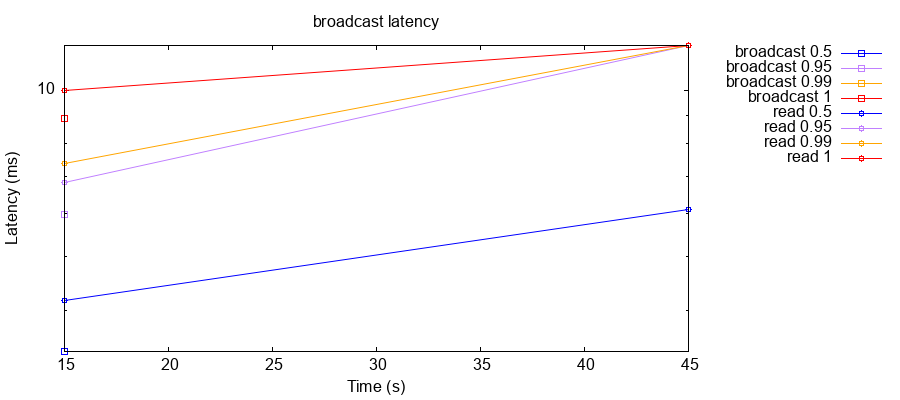 broadcast latency
broadcast 0.5
broadcast 0.95
broadcast 0.99
broadcast 1
read 0.5
read 0.95
read 0.99
read 1
10
Latency (ms)
15 20 25 30 35 40 45
Time (s)